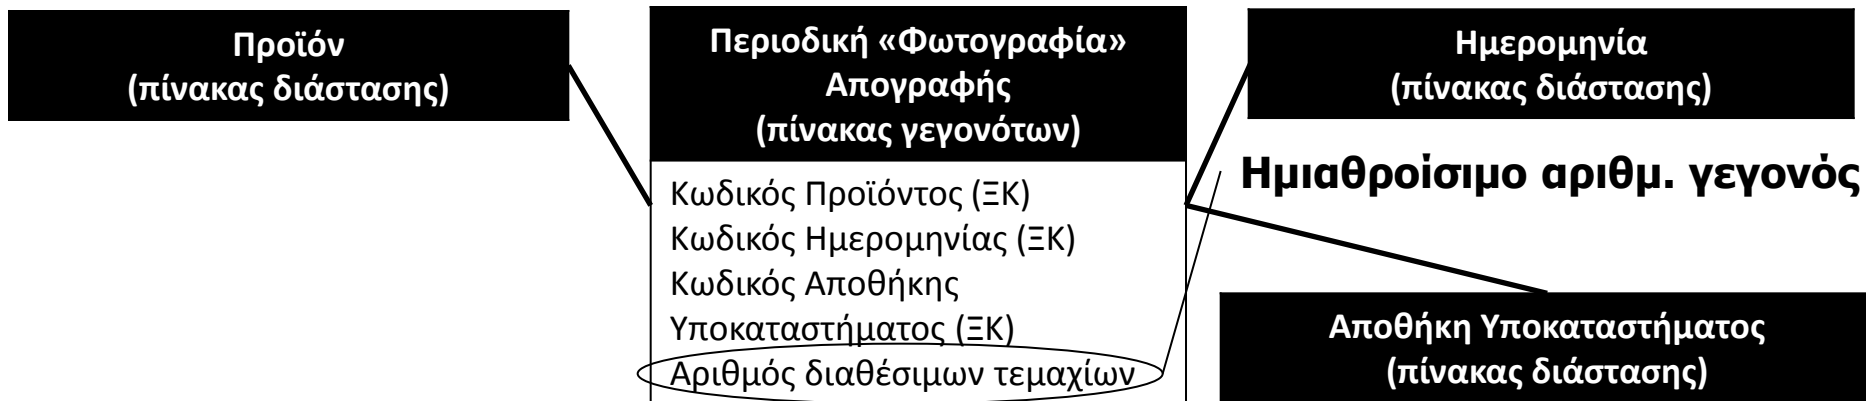 Προϊόν
(πίνακας διάστασης)
Περιοδική «Φωτογραφία»
Απογραφής
(πίνακας γεγονότων)
Κωδικός Προϊόντος (ΞΚ)
Κωδικός Ημερομηνίας (ΞΚ)
Κωδικός Αποθήκης
Υποκαταστήματος (ΞΚ)
Αριθμός διαθέσιμων τεμαχίων
Ημερομηνία
(πίνακας διάστασης)
Ημιαθροίσιμο αριθμ. γεγονός
Αποθήκη Υποκαταστήματος
(πίνακας διάστασης)